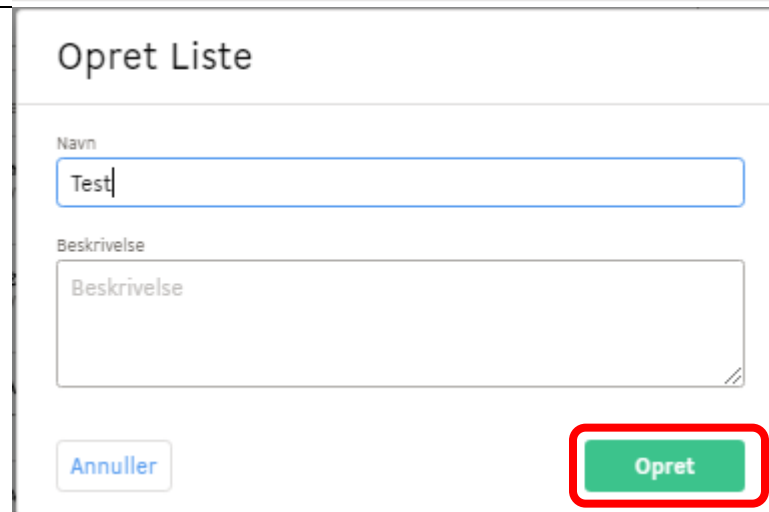 Opret Liste
Navn
Test
Beskrivelse
Beskrivelse
Annuller
Opret